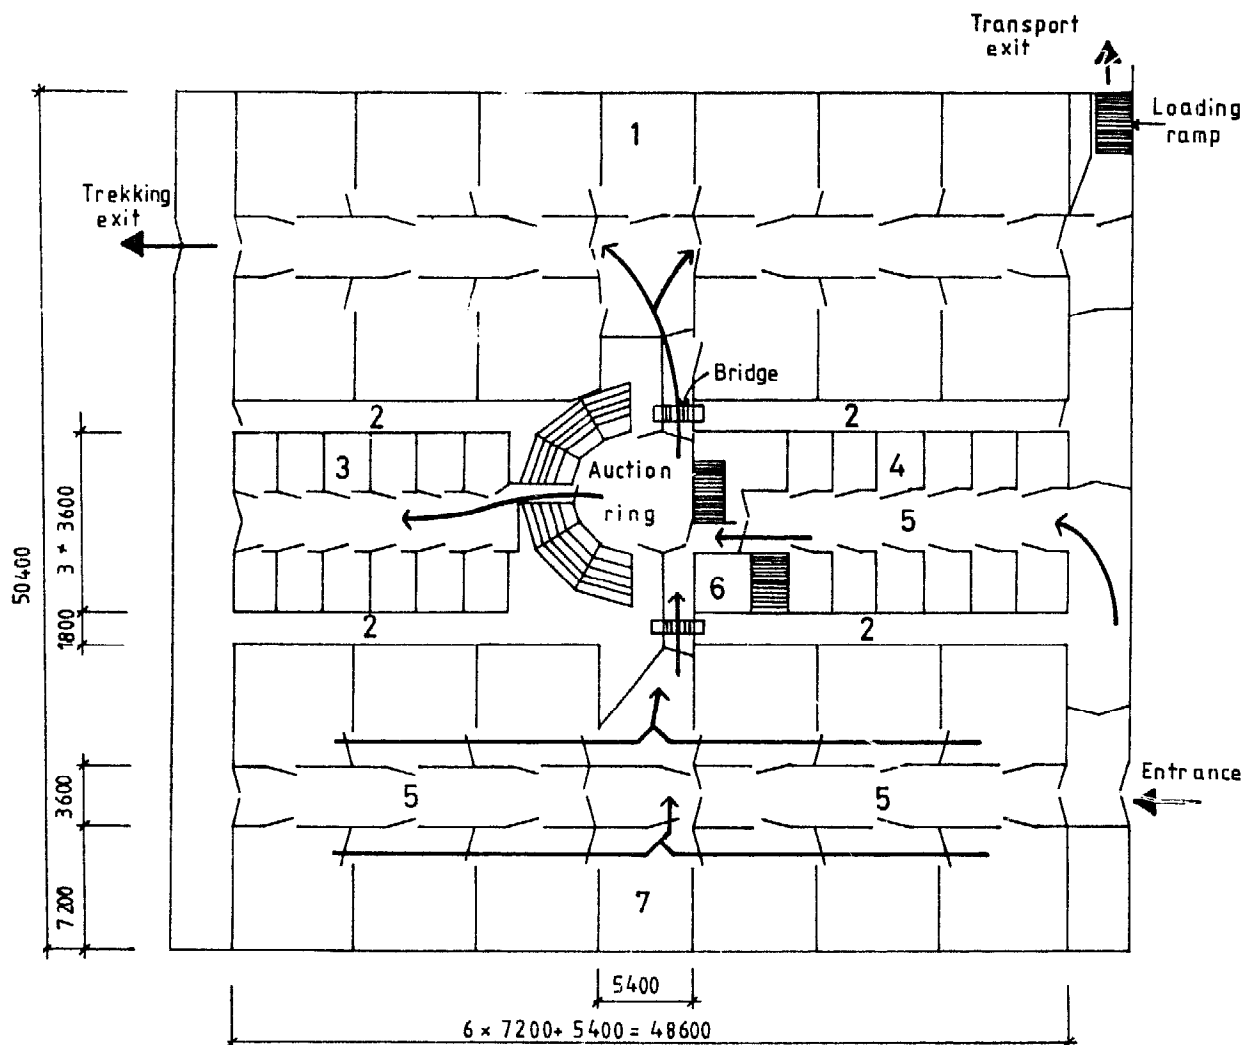 Transport
exit
Loading
ramp
1
Trekking
exit
Bridge
2
2
3
4
Auction
ring
5
6
2
2
Entrance
5
5
7
50400
3 × 3600
1800
3600
7200
5400
6 × 7200+ 5400 = 48600